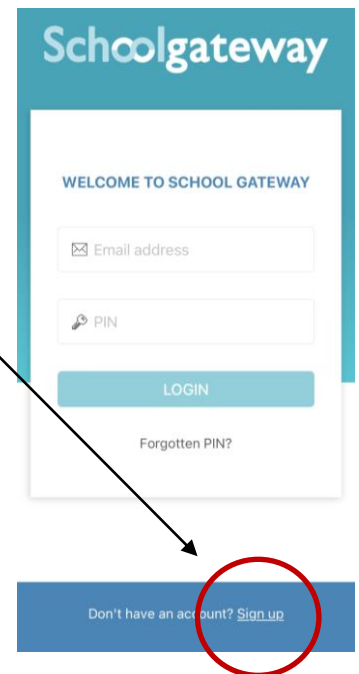 Schoolgateway
WELCOME TO SCHOOL GATEWAY
Email address
PIN
LOGIN
Forgotten PIN?
Don't have an account? Sign up